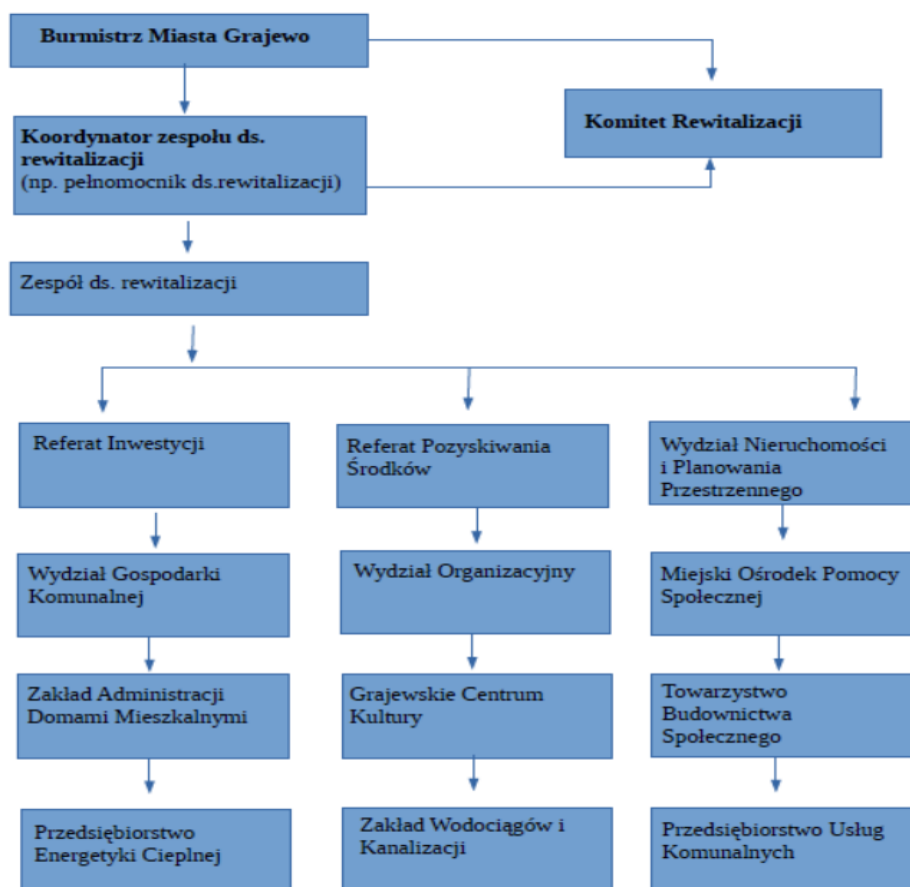 Burmistrz Miasta Grajewo
Komitet Rewitalizacji
Koordynator zespołu ds.
rewitalizacji
(np. pełnomocnik ds.rewitalizacji)
Zespół ds. rewitalizacji
Referat Inwestycji
Referat Pozyskiwania
Środków
Wydział Nieruchomości
i Planowania
Przestrzennego
Wydział Gospodarki
Komunalnej
Wydział Organizacyjny
Miejski Ośrodek Pomocy
Społecznej
Zakład Administracji
Domami Mieszkalnymi
Grajewskie Centrum
Kultury
Towarzystwo
Budownictwa
Społecznego
Przedsiębiorstwo
Energetyki Cieplnej
Zakład Wodociągów i
Kanalizacji
Przedsiębiorstwo Usług
Komunalnych